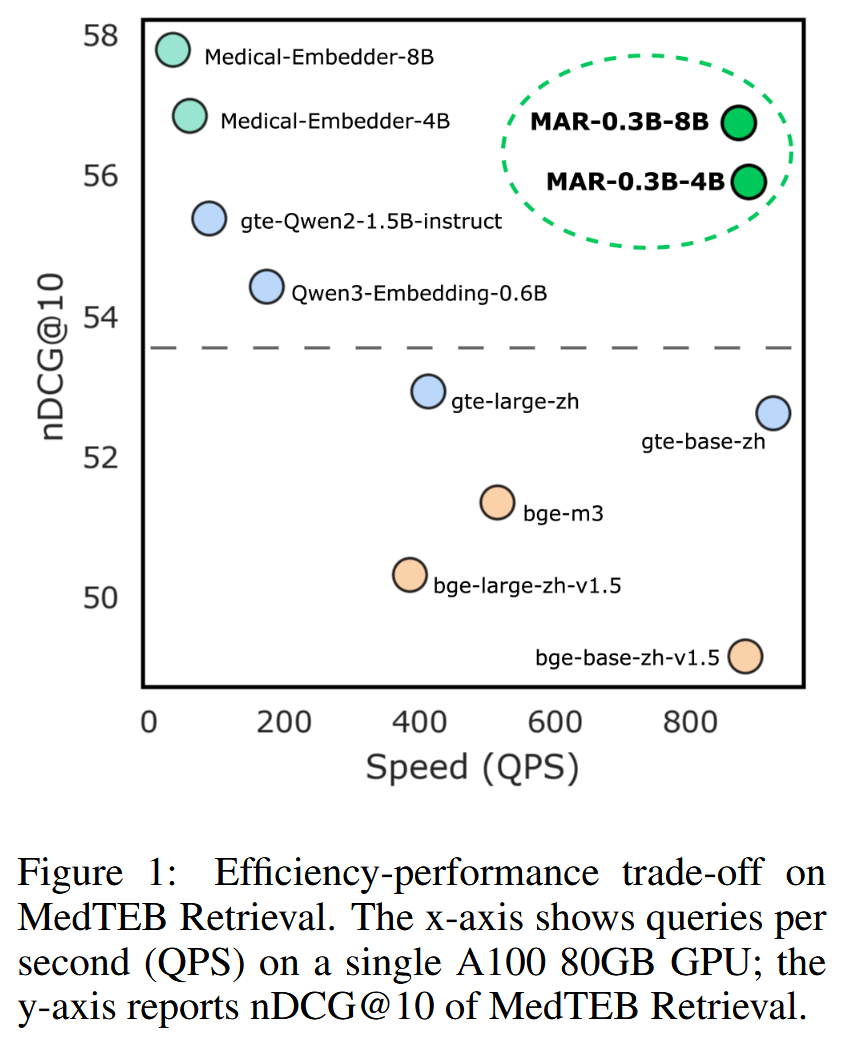 58
Medical-Embedder-8B
Medical-Embedder-4B
MAR-0.3B-8B
56
MAR-0.3B-4B
gte-Qwen2-1.5B-instruct
Qwen3-Embedding-0.6B
54
nDCG@10
gte-large-zh
gte-base-zh
52
bge-m3
50
bge-large-zh-v1.5
bge-base-zh-v1.5
0 200 400 600 800
Speed (QPS)
Figure 1: Efficiency-performance trade-off on
MedTEB Retrieval. The x-axis shows queries per
second (QPS) on a single A100 80GB GPU; the
y-axis reports nDCG@10 of MedTEB Retrieval.